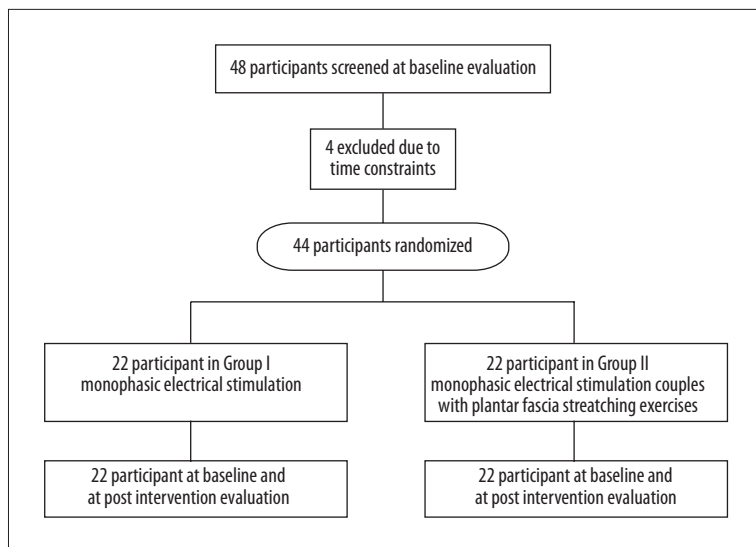 48 participants screened at baseline evaluation
4 excluded due to
time constraints
44 participants randomized
22 participant in Group I
monophasic electrical stimulation
22 participant in Group II
monophasic electrical stimulation couples
with plantar fascia streatching exercises
22 participant at baseline and
at post intervention evaluation
22 participant at baseline and
at post intervention evaluation